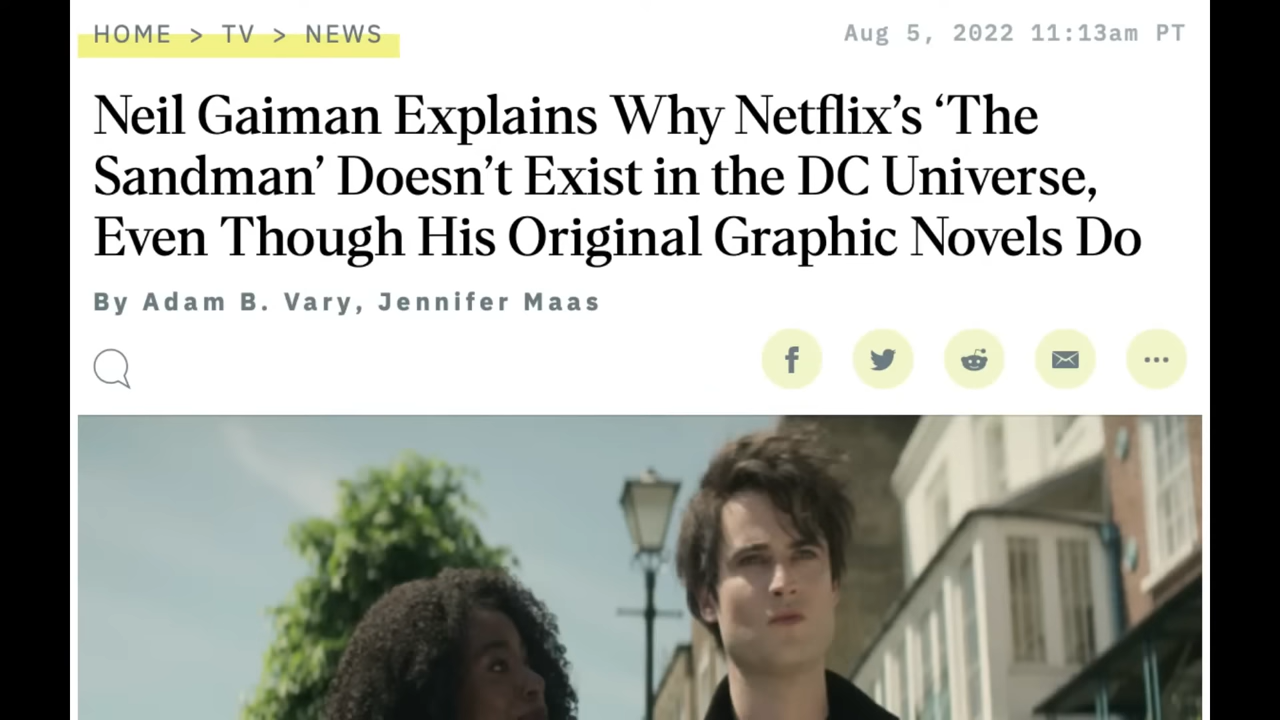 HOME > TV > NEWS
Aug 5, 2022 11:13am PT
Neil Gaiman Explains Why Netflix’s ‘The
Sandman’ Doesn’t Exist in the DC Universe,
Even Though His Original Graphic Novels Do
By Adam B. Vary, Jennifer Maas